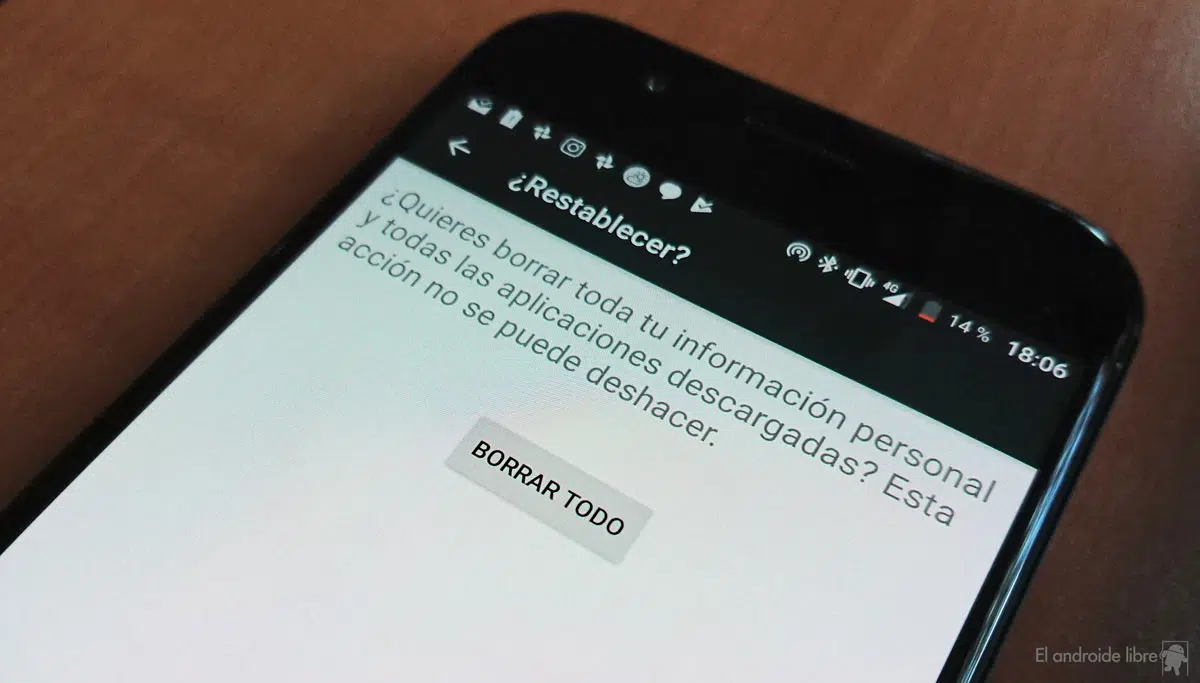 4G
14 %
18:06
¿Restablecer?
¿Quieres borrar toda tu información personal
y todas las aplicaciones descargadas? Esta
acción no se puede deshacer.
BORRAR TODO
El androide libre